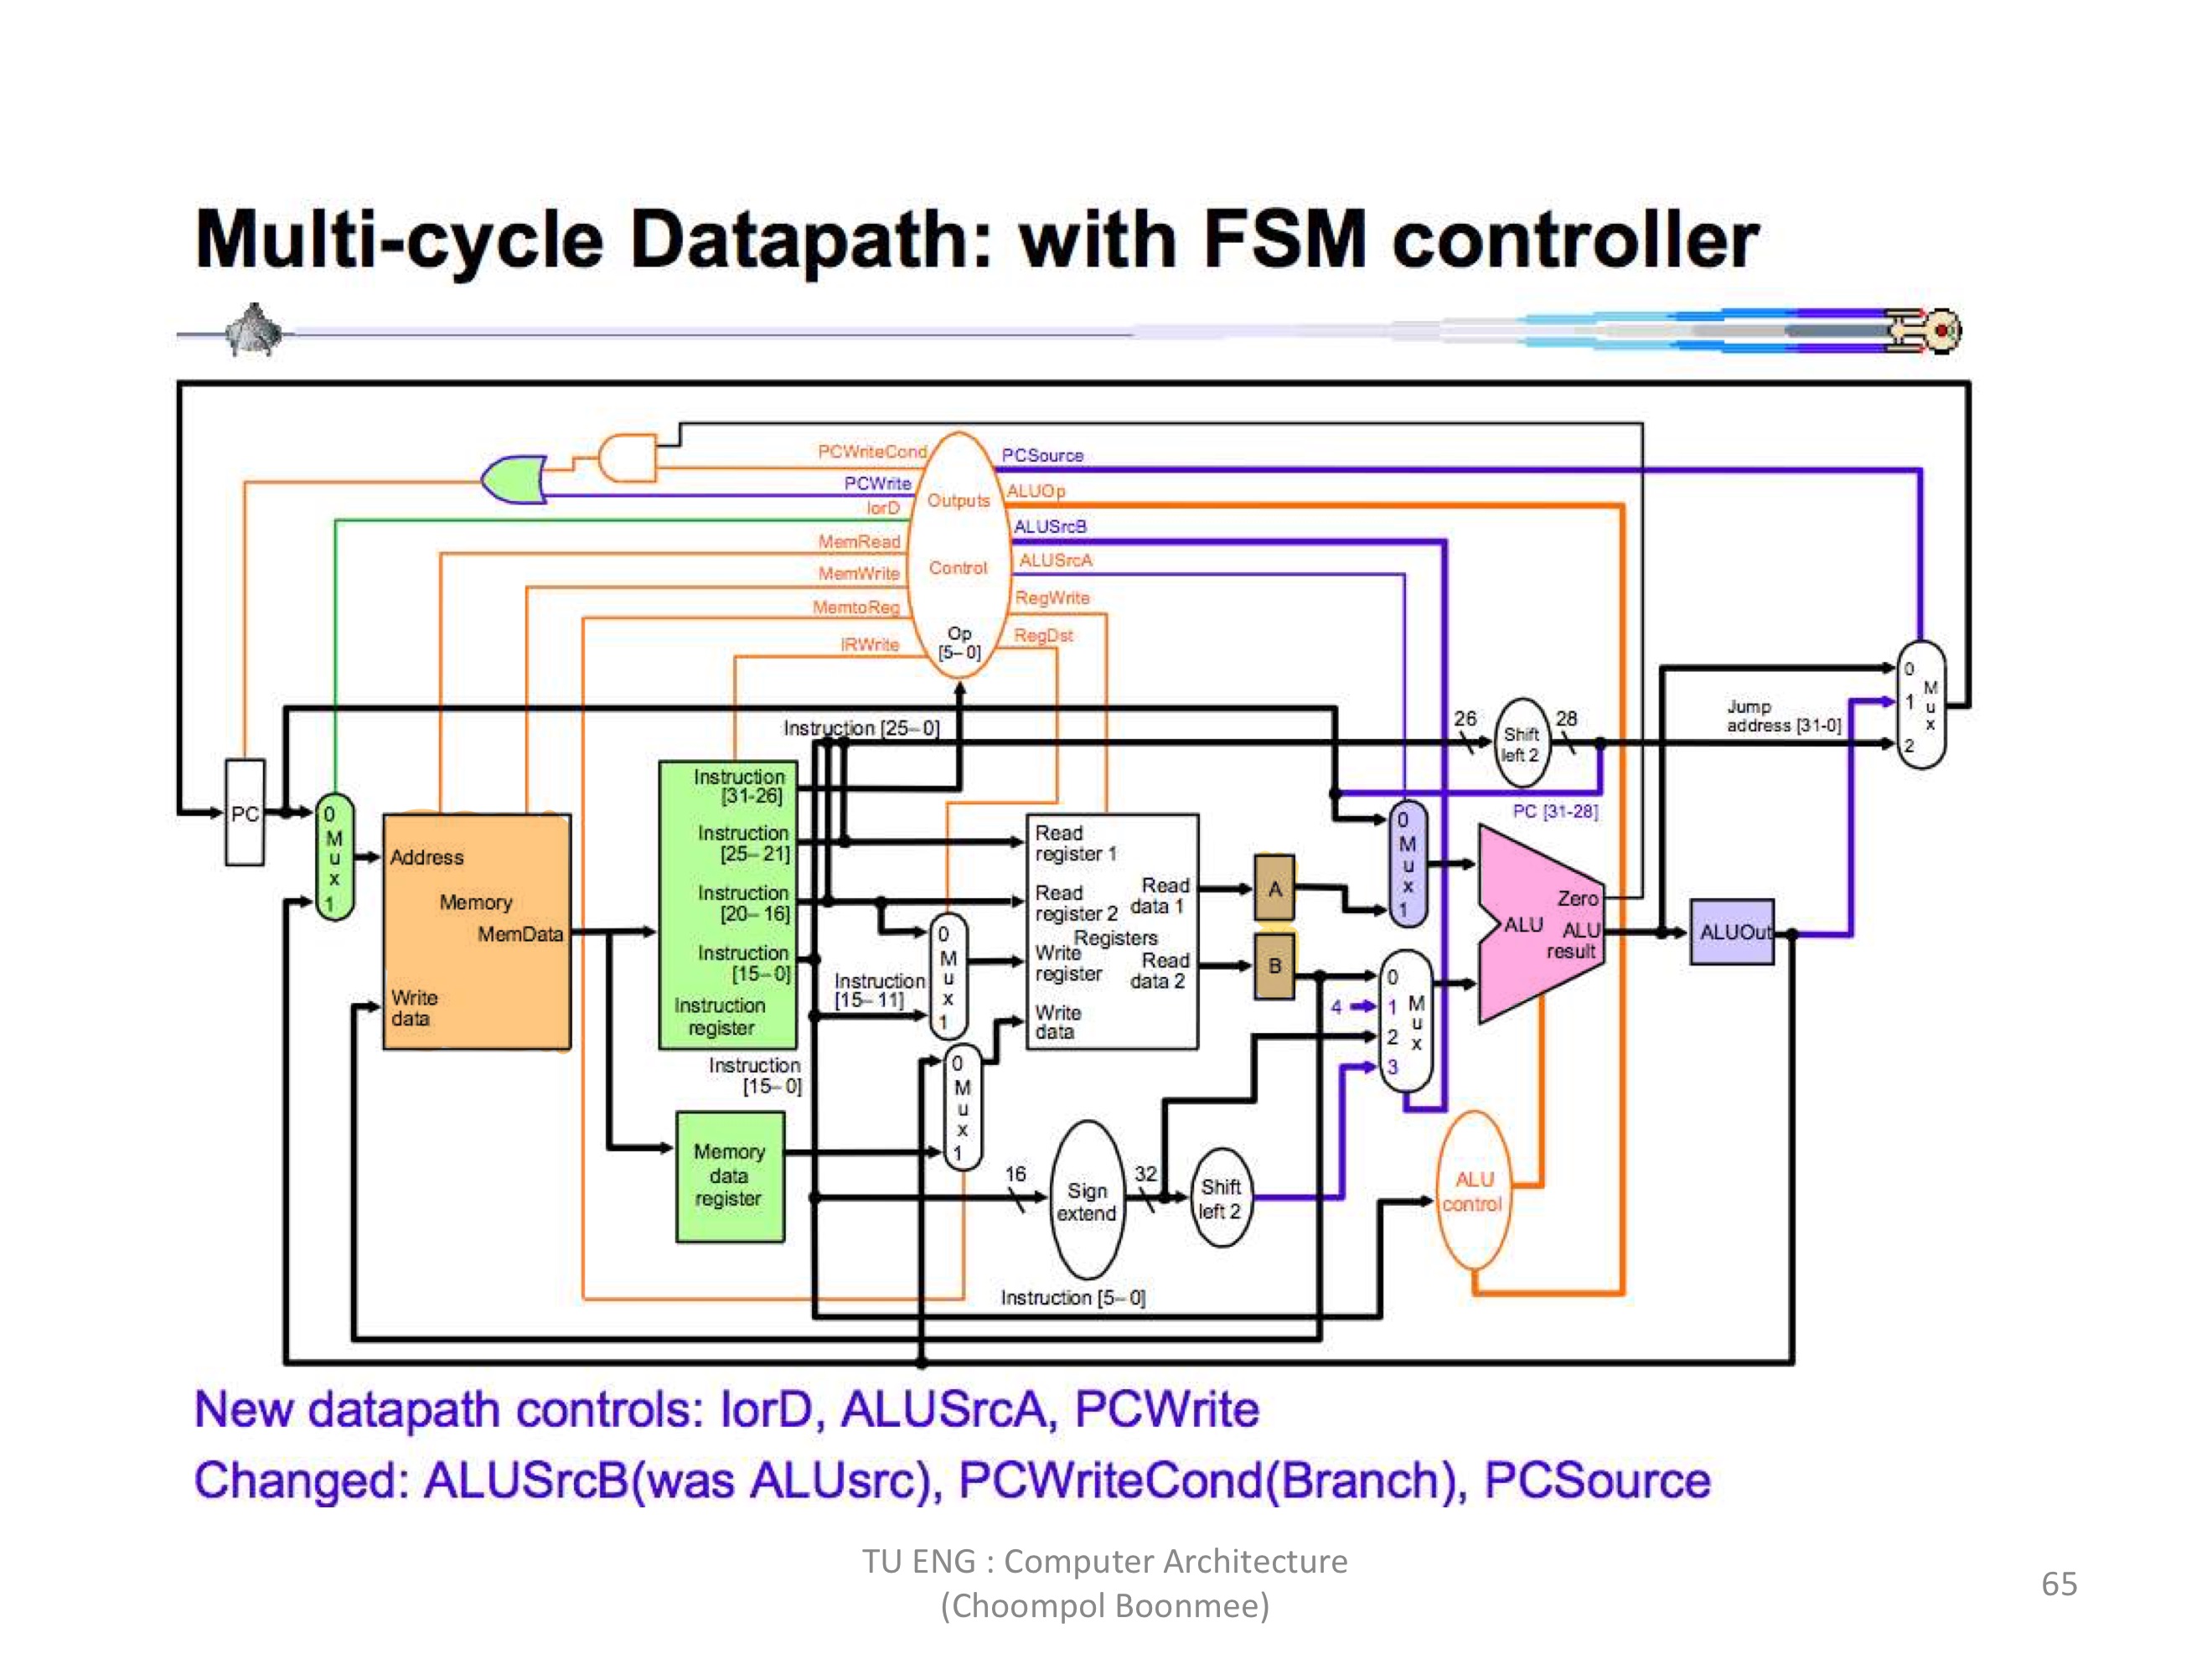 Multi-cycle Datapath: with FSM controller
PCWriteCond
PCWrite
IorD
MemRead
MemWrite
MemtoReg
IRWrite
Outputs
Control
Op
[5–0]
PCSource
ALUOp
ALUSrcB
ALUSrcA
RegWrite
RegDst
PC
0
M
u
x
1
Address
Memory
MemData
Write
data
Instruction [25–0]
Instruction
[31-26]
Instruction
[25–21]
Instruction
[20–16]
Instruction
[15–0]
Instruction
register
Instruction
[15–0]
Memory
data
register
Instruction
[15–11]
0
M
u
x
1
0
M
u
x
1
Read
register 1
Read
register 2
Registers
Write
register
Write
data
Read
data 1
Read
data 2
A
B
16
Sign
extend
32
Shift
left 2
Instruction [5–0]
26
Shift
left 2
28
PC [31-28]
Jump
address [31-0]
0
M
u
x
1
4
0
1
2
3
M
u
x
Zero
ALU
ALU
result
ALU
control
ALUOut
0
1
2
M
u
x
New datapath controls: IorD, ALUSrcA, PCWrite
Changed: ALUSrcB(was ALUsrc), PCWriteCond(Branch), PCSource
TU ENG : Computer Architecture
(Choompol Boonmee)
65